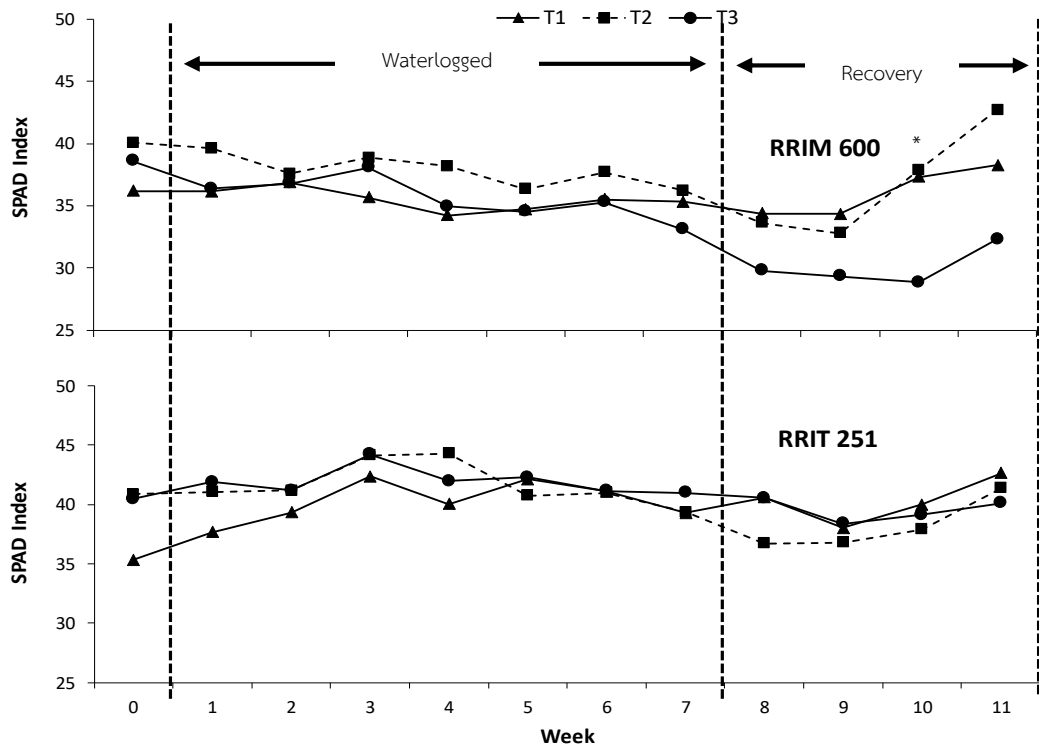 T1 T2 T3
50
45
40
35
30
25
SPAD Index
Waterlogged
Recovery
RRIM 600
*
50
45
40
35
30
25
SPAD Index
RRIT 251
0 1 2 3 4 5 6 7 8 9 10 11
Week